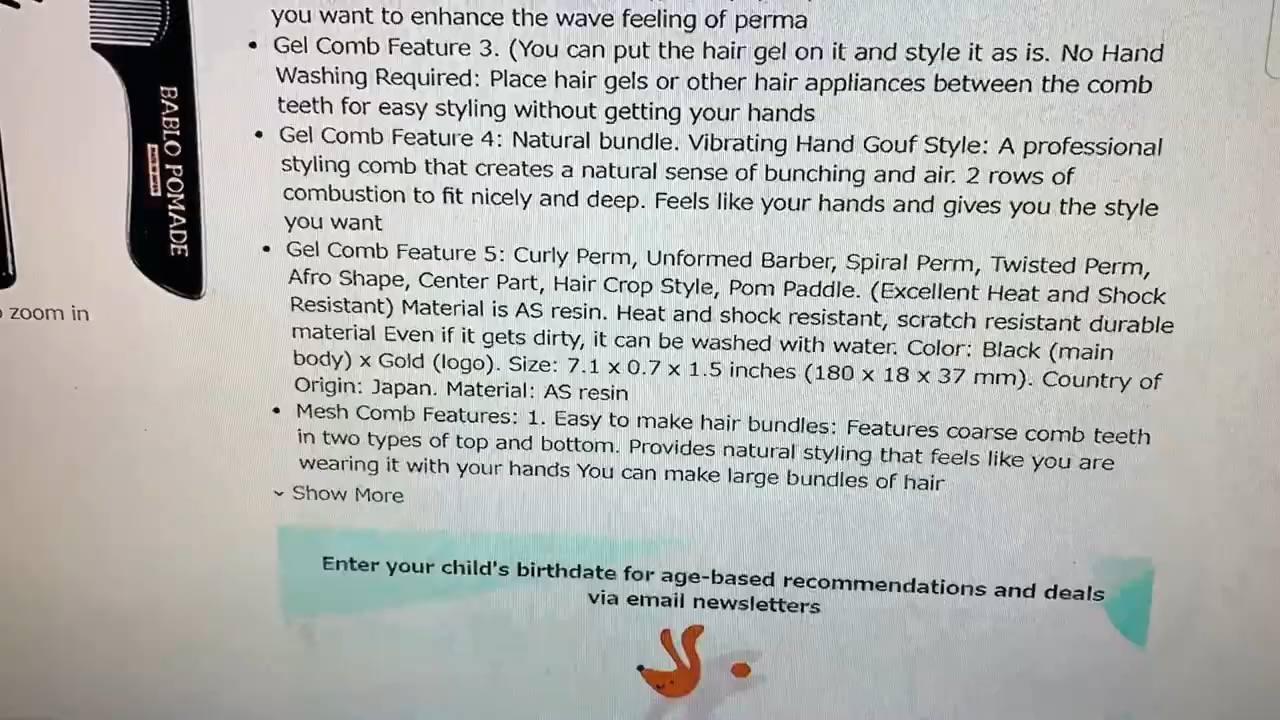 you want to enhance the wave feeling of perma
Gel Comb Feature 3. (You can put the hair gel on it and style it as is. No Hand
Washing Required: Place hair gels or other hair appliances between the comb
teeth for easy styling without getting your hands
Gel Comb Feature 4: Natural bundle. Vibrating Hand Gouf Style: A professional
styling comb that creates a natural sense of bunching and air. 2 rows of
combustion to fit nicely and deep. Feels like your hands and gives you the style
you want
Gel Comb Feature 5: Curly Perm, Unformed Barber, Spiral Perm, Twisted Perm,
Afro Shape, Center Part, Hair Crop Style, Pom Paddle. (Excellent Heat and Shock
Resistant) Material is AS resin. Heat and shock resistant, scratch resistant durable
material Even if it gets dirty, it can be washed with water. Color: Black (main
body) x Gold (logo). Size: 7.1 x 0.7 x 1.5 inches (180 x 18 x 37 mm). Country of
Origin: Japan. Material: AS resin
Mesh Comb Features: 1. Easy to make hair bundles: Features coarse comb teeth
in two types of top and bottom. Provides natural styling that feels like you are
wearing it with your hands You can make large bundles of hair
Show More
BABLO POMADE
zoom in
Enter your child's birthdate for age-based recommendations and deals
via email newsletters